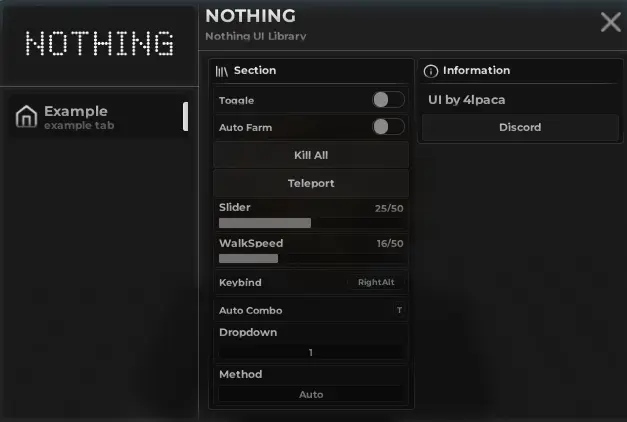 NOTHING
NOTHING
Nothing UI Library
Example
example tab
Section
Toggle
Auto Farm
Kill All
Teleport
Slider
25/50
WalkSpeed
16/50
Keybind
RightAlt
Auto Combo
T
Dropdown
1
Method
Auto
Information
UI by 4lpaca
Discord